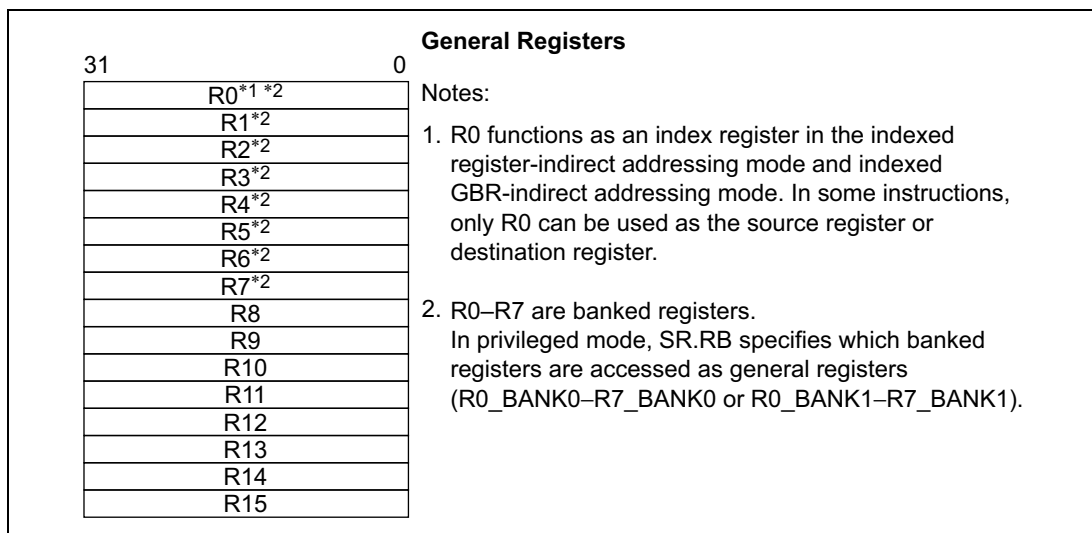 31 0
R0*1 *2
R1*2
R2*2
R3*2
R4*2
R5*2
R6*2
R7*2
R8
R9
R10
R11
R12
R13
R14
R15
General Registers
Notes:
1. R0 functions as an index register in the indexed
register-indirect addressing mode and indexed
GBR-indirect addressing mode. In some instructions,
only R0 can be used as the source register or
destination register.
2. R0–R7 are banked registers.
In privileged mode, SR.RB specifies which banked
registers are accessed as general registers
(R0_BANK0–R7_BANK0 or R0_BANK1–R7_BANK1).